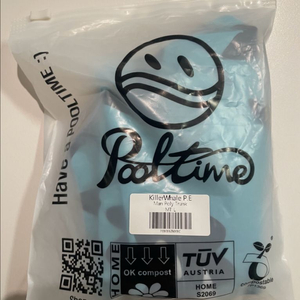 Have a POOLTIME :)
Pooltime
KillerWhale P.E
HOME
OK compost
TÜV
AUSTRIA
HOME
S2069